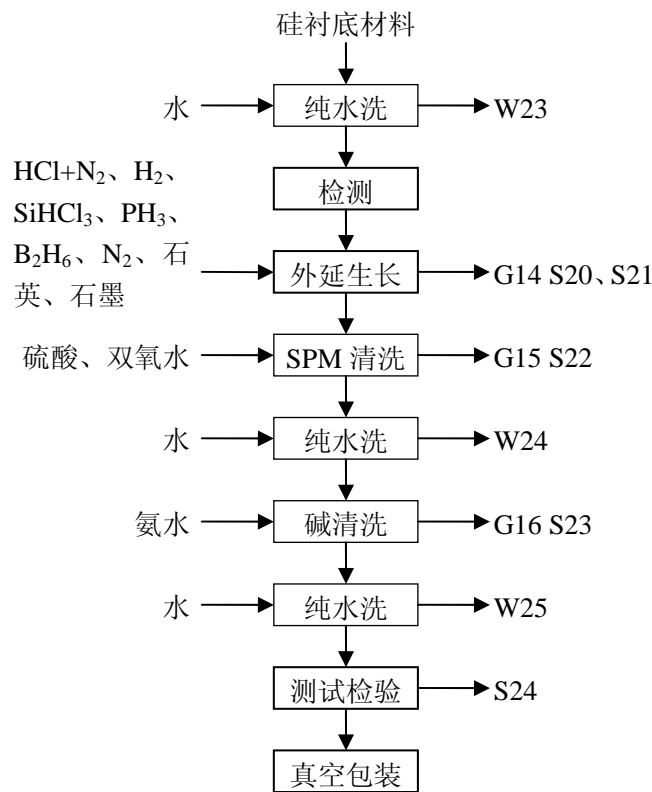 硅衬底材料
水 纯水洗 W23
HCl+N₂、H₂、
SiHCl₃、PH₃、
B₂H₆、N₂、石
英、石墨
检测
外延生长 G14 S20、S21
硫酸、双氧水 SPM 清洗 G15 S22
水 纯水洗 W24
氨水 碱清洗 G16 S23
水 纯水洗 W25
测试检验 S24
真空包装